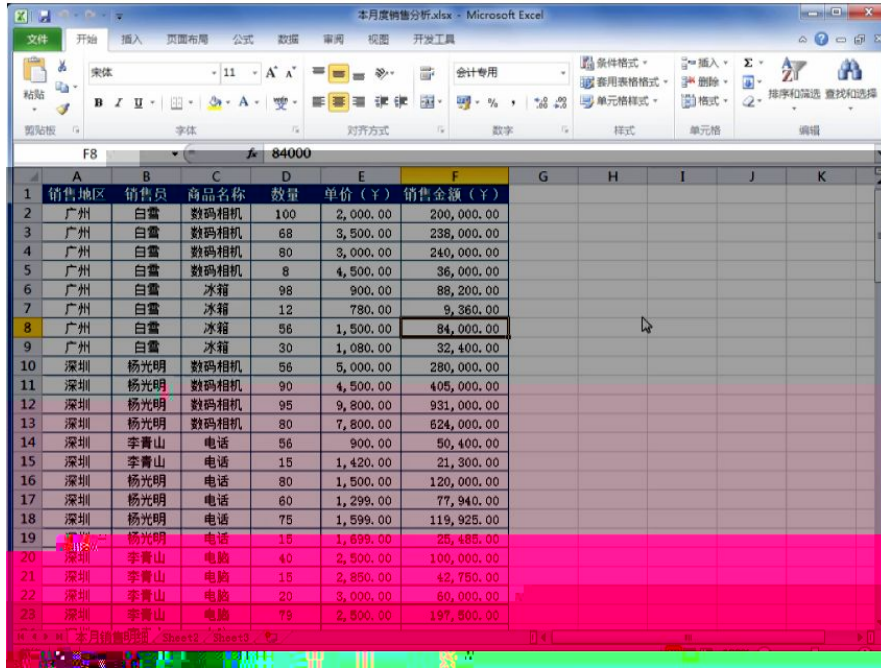 本月度销售分析.xlsx - Microsoft Excel
文件 开始 插入 页面布局 公式 数据 审阅 视图 开发工具
宋体 11 A A 会计专用 条件格式 插入 Σ
粘贴 套用表格格式 删除 排序和筛选 查找和选择
B I U A % , 单元格样式 格式
剪贴板 字体 对齐方式 数字 样式 单元格 编辑
F8 fx 84000
A B C D E F G H I J K
1 销售地区 销售员 商品名称 数量 单价(¥) 销售金额(¥)
2 广州 白雪 数码相机 100 2,000.00 200,000.00
3 广州 白雪 数码相机 68 3,500.00 238,000.00
4 广州 白雪 数码相机 80 3,000.00 240,000.00
5 广州 白雪 数码相机 8 4,500.00 36,000.00
6 广州 白雪 冰箱 98 900.00 88,200.00
7 广州 白雪 冰箱 12 780.00 9,360.00
8 广州 白雪 冰箱 56 1,500.00 84,000.00
9 广州 白雪 冰箱 30 1,080.00 32,400.00
10 深圳 杨光明 数码相机 56 5,000.00 280,000.00
11 深圳 杨光明 数码相机 90 4,500.00 405,000.00
12 深圳 杨光明 数码相机 95 9,800.00 931,000.00
13 深圳 杨光明 数码相机 80 7,800.00 624,000.00
14 深圳 李青山 电话 56 900.00 50,400.00
15 深圳 李青山 电话 15 1,420.00 21,300.00
16 深圳 杨光明 电话 80 1,500.00 120,000.00
17 深圳 杨光明 电话 60 1,299.00 77,940.00
18 深圳 杨光明 电话 75 1,599.00 119,925.00
19 杨光明 电话 15 1,699.00 25,485.00
20 深圳 李青山 电脑 40 2,500.00 100,000.00
21 深圳 李青山 电脑 15 2,850.00 42,750.00
22 深圳 李青山 电脑 20 3,000.00 60,000.00
23 深圳 李青山 电脑 79 2,500.00 197,500.00
本月销售明细 Sheet2 Sheet3